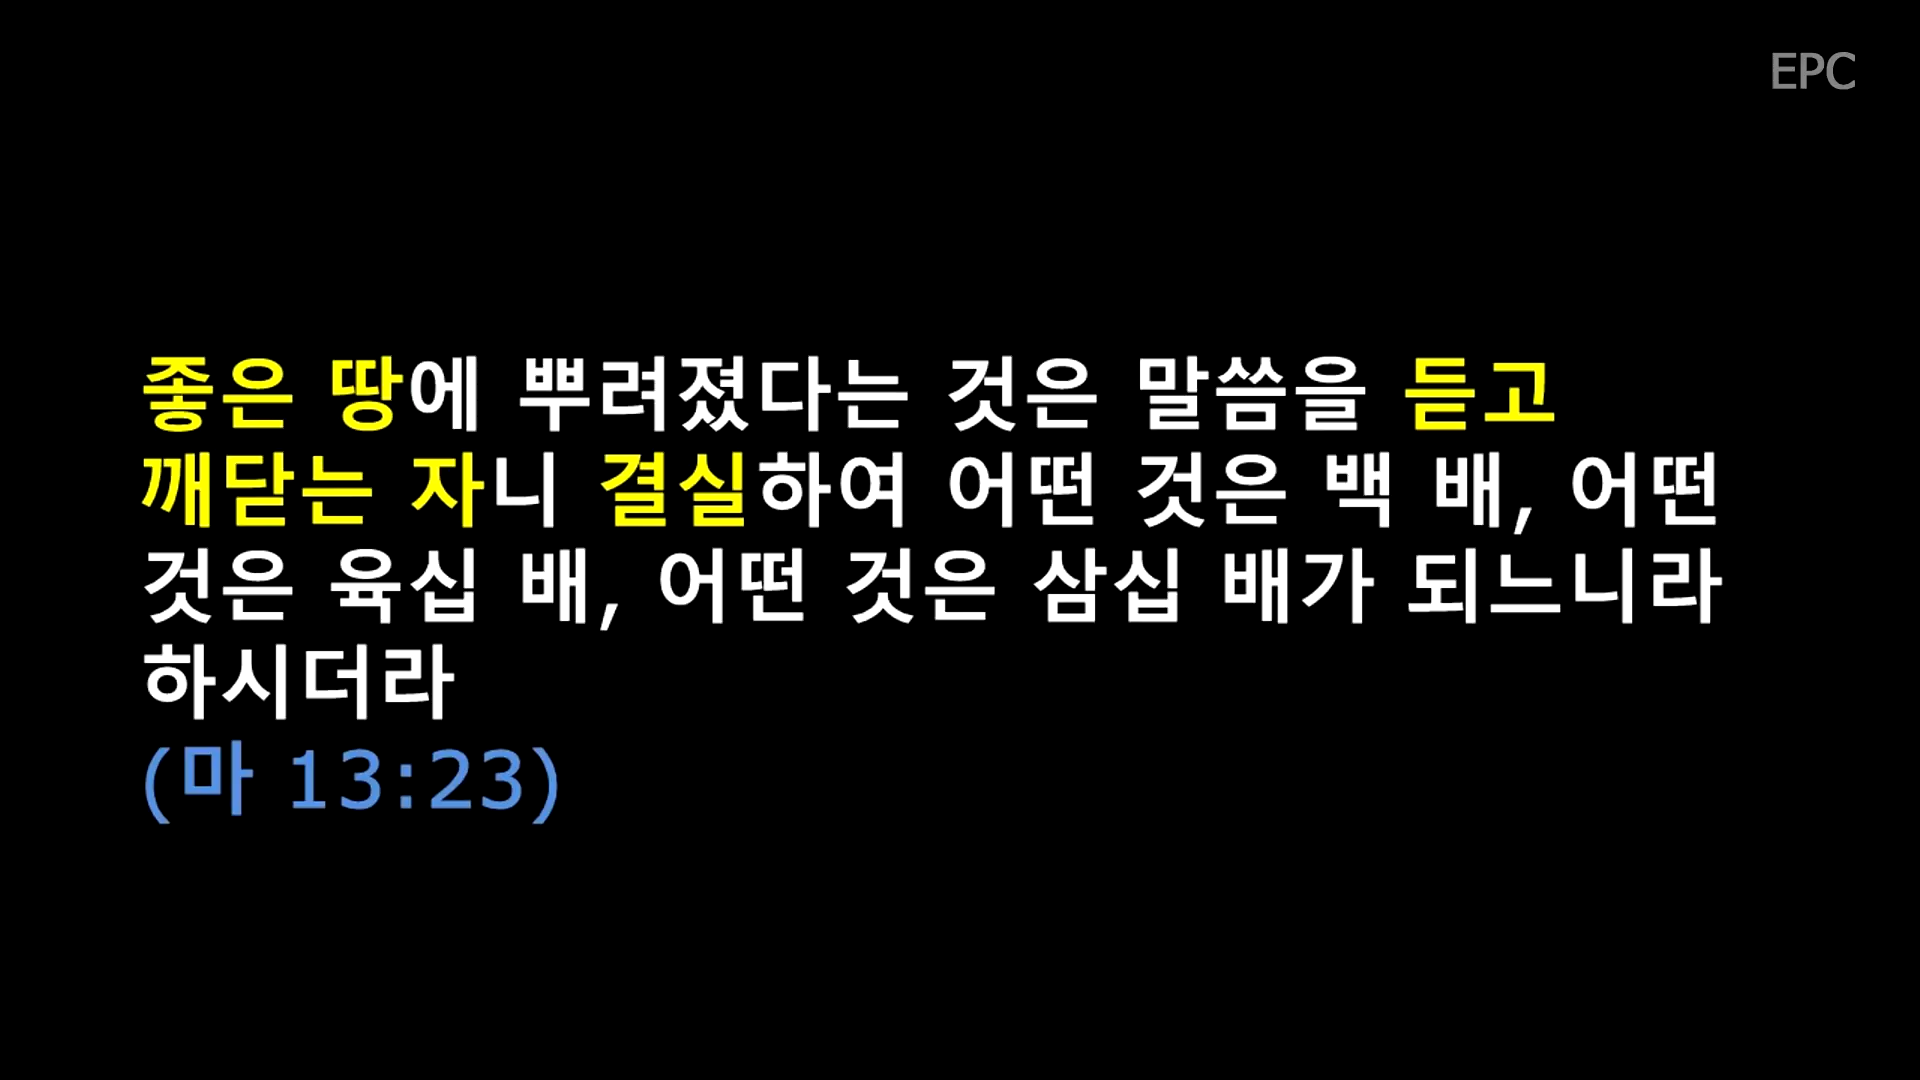 EPC
좋은 땅에 뿌려졌다는 것은 말씀을 듣고
깨닫는 자니 결실하여 어떤 것은 백 배, 어떤
것은 육십 배, 어떤 것은 삼십 배가 되느니라
하시더라
(마 13:23)